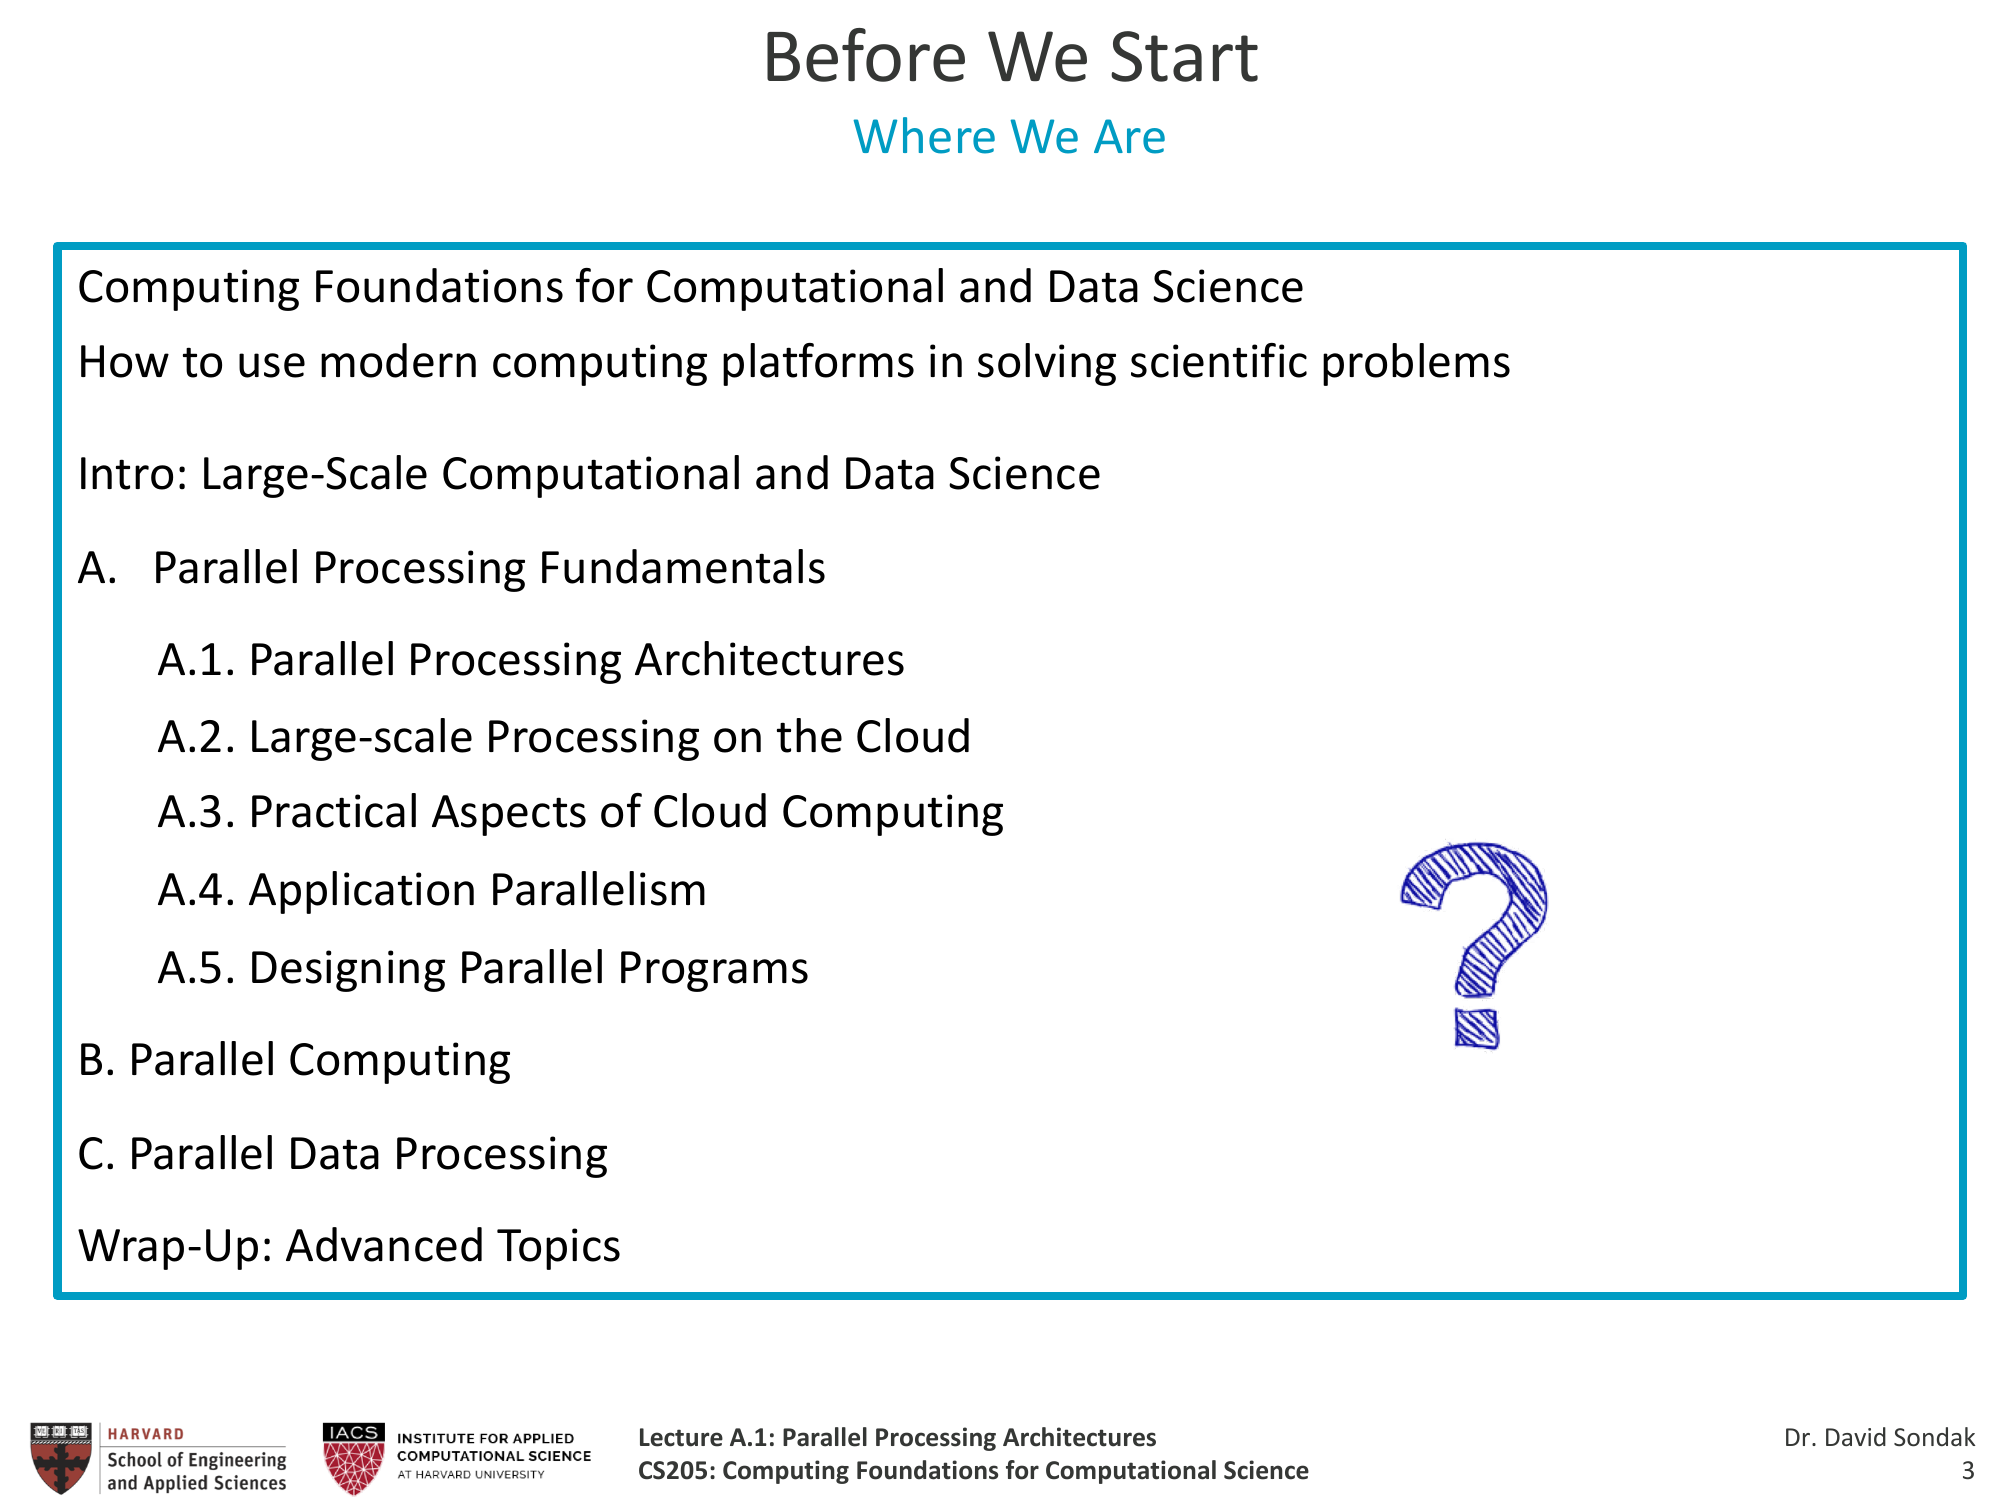 Before We Start
Where We Are
Computing Foundations for Computational and Data Science
How to use modern computing platforms in solving scientific problems
Intro: Large-Scale Computational and Data Science
A. Parallel Processing Fundamentals
A.1. Parallel Processing Architectures
A.2. Large-scale Processing on the Cloud
A.3. Practical Aspects of Cloud Computing
A.4. Application Parallelism
A.5. Designing Parallel Programs
?
B. Parallel Computing
C. Parallel Data Processing
Wrap-Up: Advanced Topics
HARVARD
School of Engineering
and Applied Sciences
IACS
INSTITUTE FOR APPLIED
COMPUTATIONAL SCIENCE
AT HARVARD UNIVERSITY
Lecture A.1: Parallel Processing Architectures
CS205: Computing Foundations for Computational Science
Dr. David Sondak
3